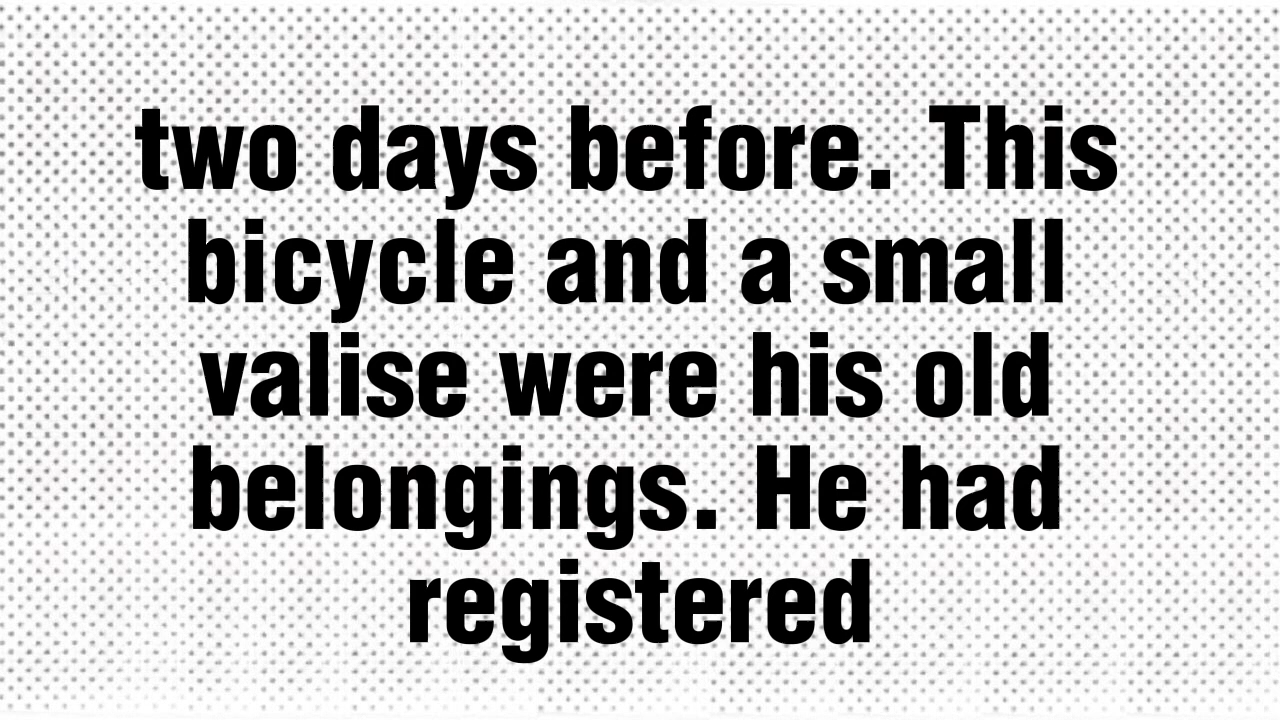 two days before. This
bicycle and a small
valise were his old
belongings. He had
registered